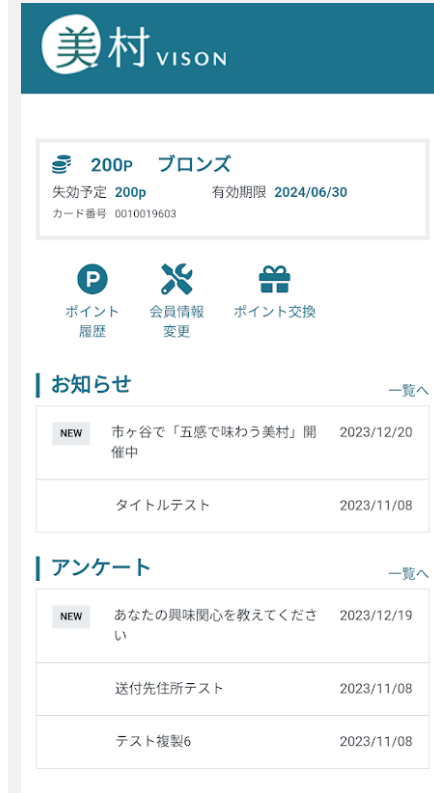 美村 VISON
200P ブロンズ
失効予定 200p 有効期限 2024/06/30
カード番号 0010019603
P
ポイント 会員情報 ポイント交換
履歴 変更
お知らせ 一覧へ
NEW 市ヶ谷で「五感で味わう美村」開 2023/12/20
催中
タイトルテスト 2023/11/08
アンケート 一覧へ
NEW あなたの興味関心を教えてくださ 2023/12/19
い
送付先住所テスト 2023/11/08
テスト複製6 2023/11/08